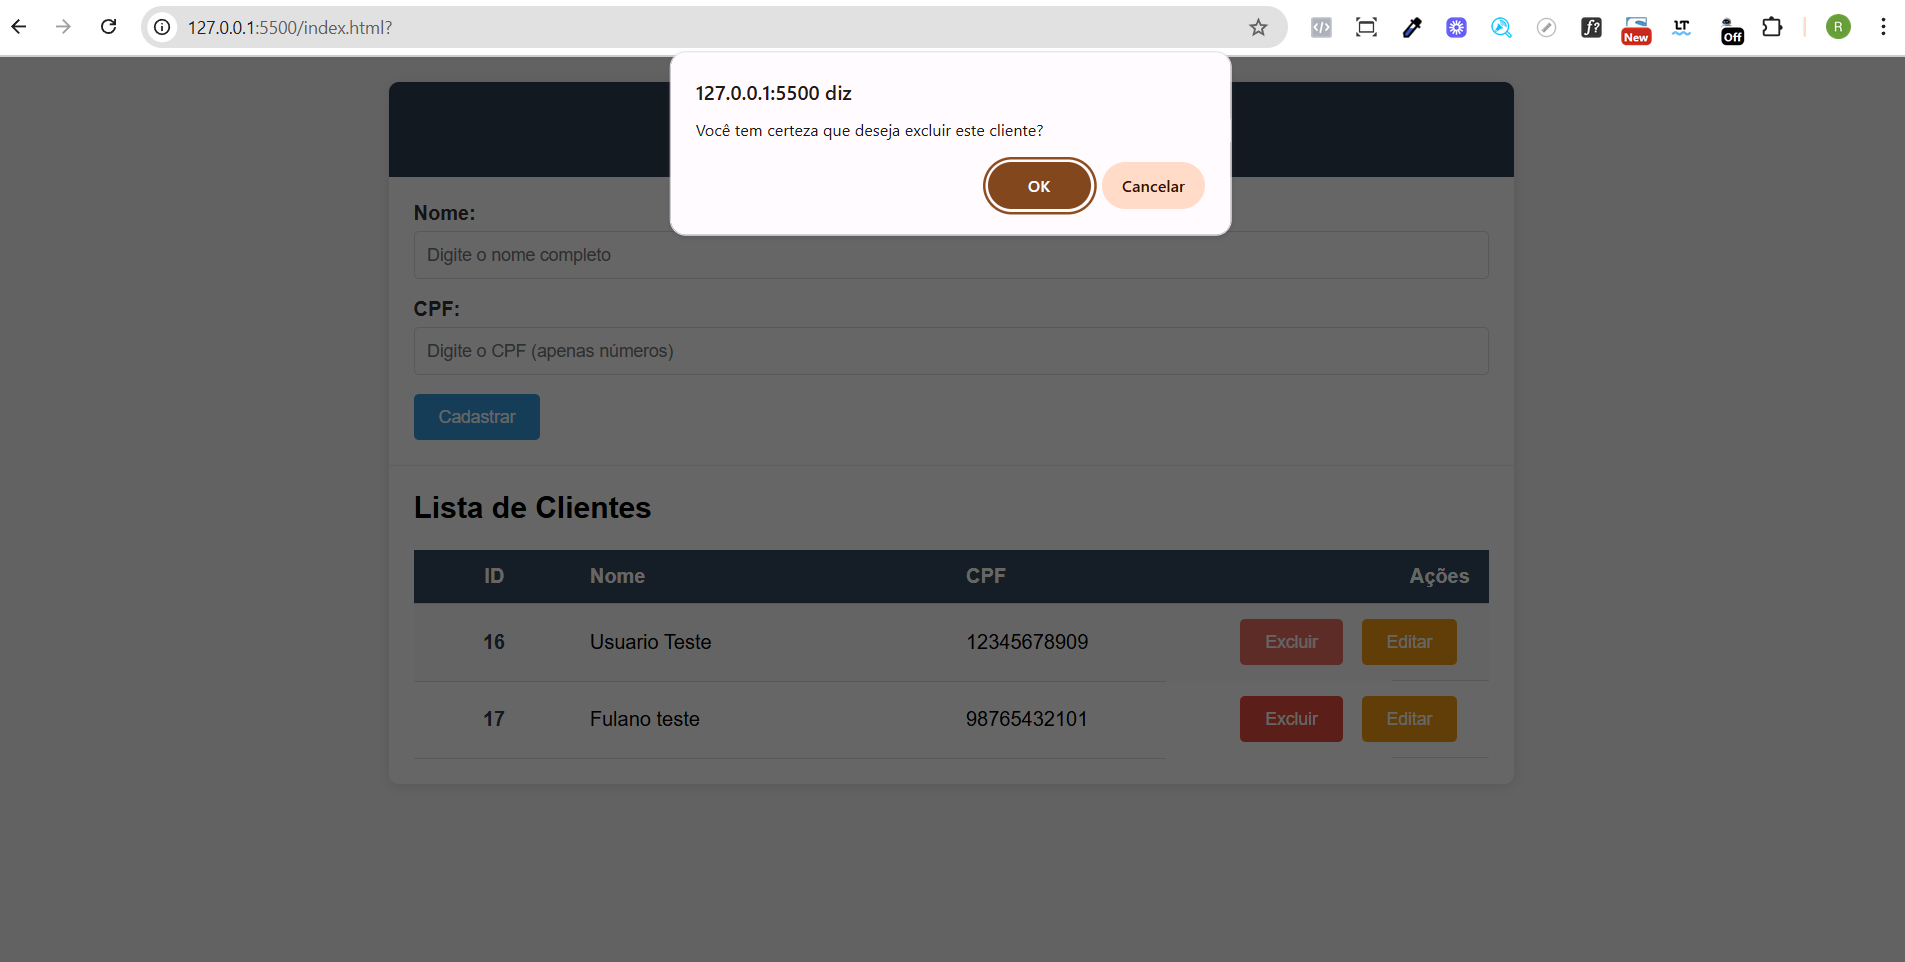 127.0.0.1:5500/index.html?
New
LT
Off
R
127.0.0.1:5500 diz
Você tem certeza que deseja excluir este cliente?
OK Cancelar
Nome:
Digite o nome completo
CPF:
Digite o CPF (apenas números)
Cadastrar
Lista de Clientes
ID Nome CPF Ações
16 Usuario Teste 12345678909 Excluir Editar
17 Fulano teste 98765432101 Excluir Editar